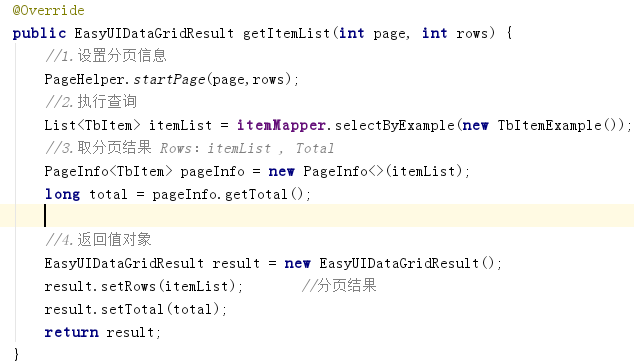 @Override
public EasyUIDataGridResult getItemList(int page, int rows) {
//1.设置分页信息
PageHelper.startPage(page,rows);
//2.执行查询
List<TbItem> itemList = itemMapper.selectByExample(new TbItemExample());
//3.取分页结果 Rows：itemList , Total
PageInfo<TbItem> pageInfo = new PageInfo<>(itemList);
long total = pageInfo.getTotal();
//4.返回值对象
EasyUIDataGridResult result = new EasyUIDataGridResult();
result.setRows(itemList); //分页结果
result.setTotal(total);
return result;
}